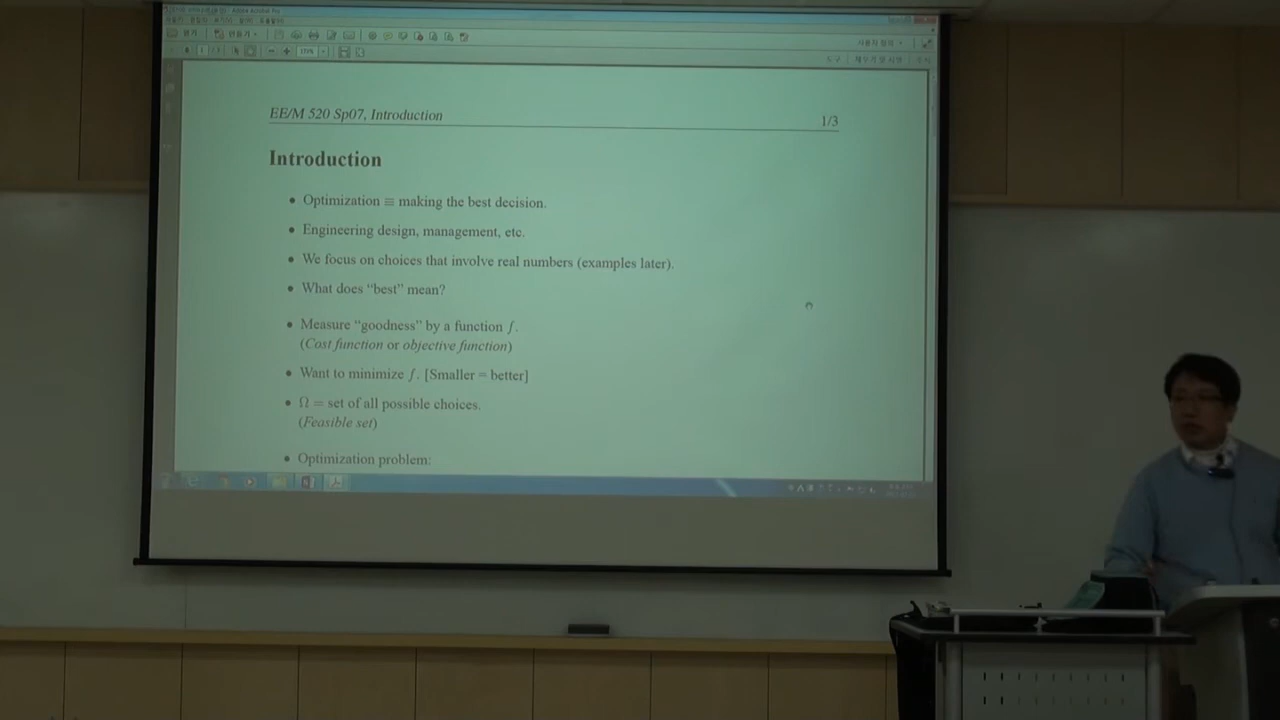 EE/M 520 Sp07, Introduction
1/3
Introduction
• Optimization ≡ making the best decision.
• Engineering design, management, etc.
• We focus on choices that involve real numbers (examples later).
• What does “best” mean?
• Measure “goodness” by a function f.
(Cost function or objective function)
• Want to minimize f. [Smaller = better]
• Ω = set of all possible choices.
(Feasible set)
• Optimization problem: